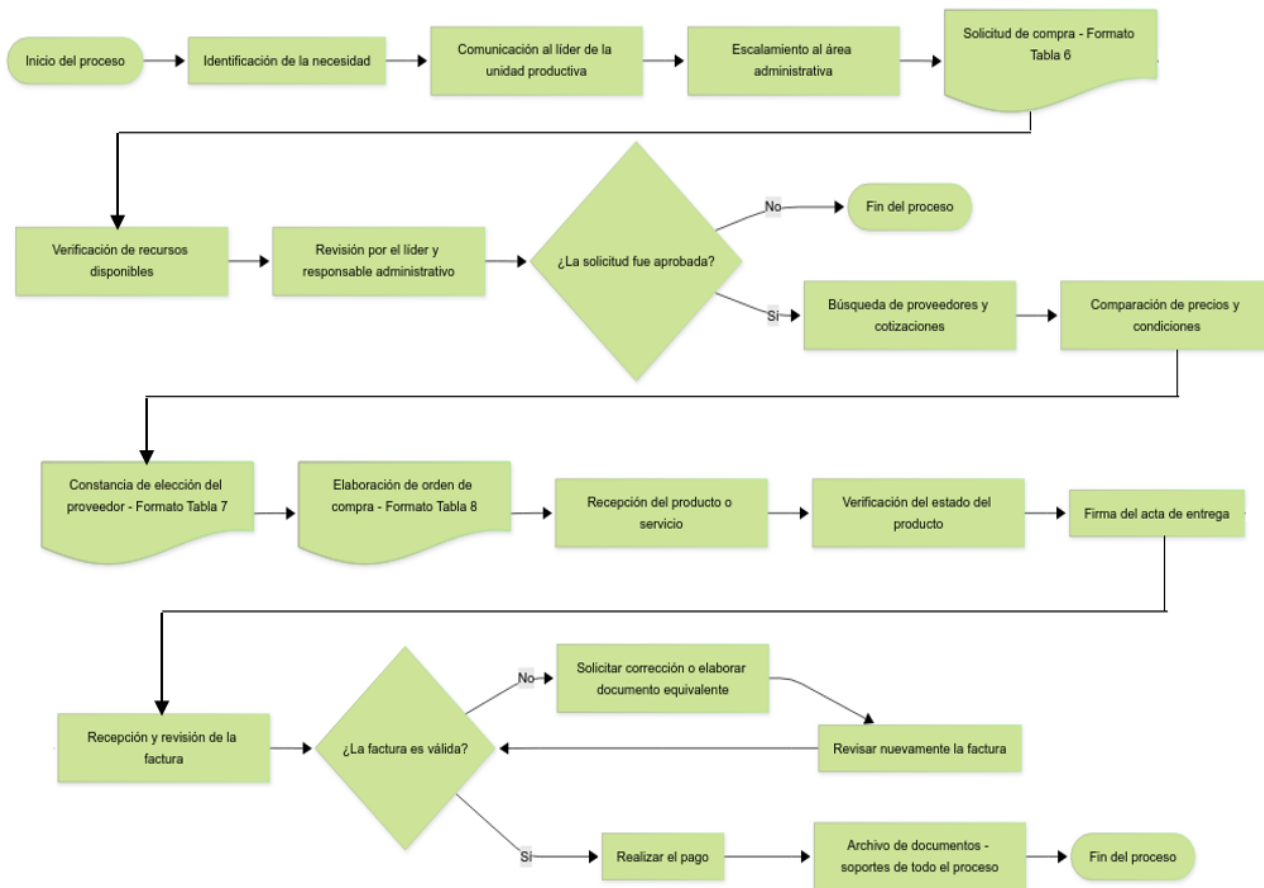 Inicio del proceso
Identificación de la necesidad
Comunicación al líder de la
unidad productiva
Escalamiento al área
administrativa
Solicitud de compra - Formato
Tabla 6
Verificación de recursos
disponibles
Revisión por el líder y
responsable administrativo
¿La solicitud fue aprobada?
No
Fin del proceso
Sí
Búsqueda de proveedores y
cotizaciones
Comparación de precios y
condiciones
Constancia de elección del
proveedor - Formato Tabla 7
Elaboración de orden de
compra - Formato Tabla 8
Recepción del producto o
servicio
Verificación del estado del
producto
Firma del acta de entrega
Recepción y revisión de la
factura
¿La factura es válida?
No
Solicitar corrección o elaborar
documento equivalente
Revisar nuevamente la factura
Sí
Realizar el pago
Archivo de documentos -
soportes de todo el proceso
Fin del proceso